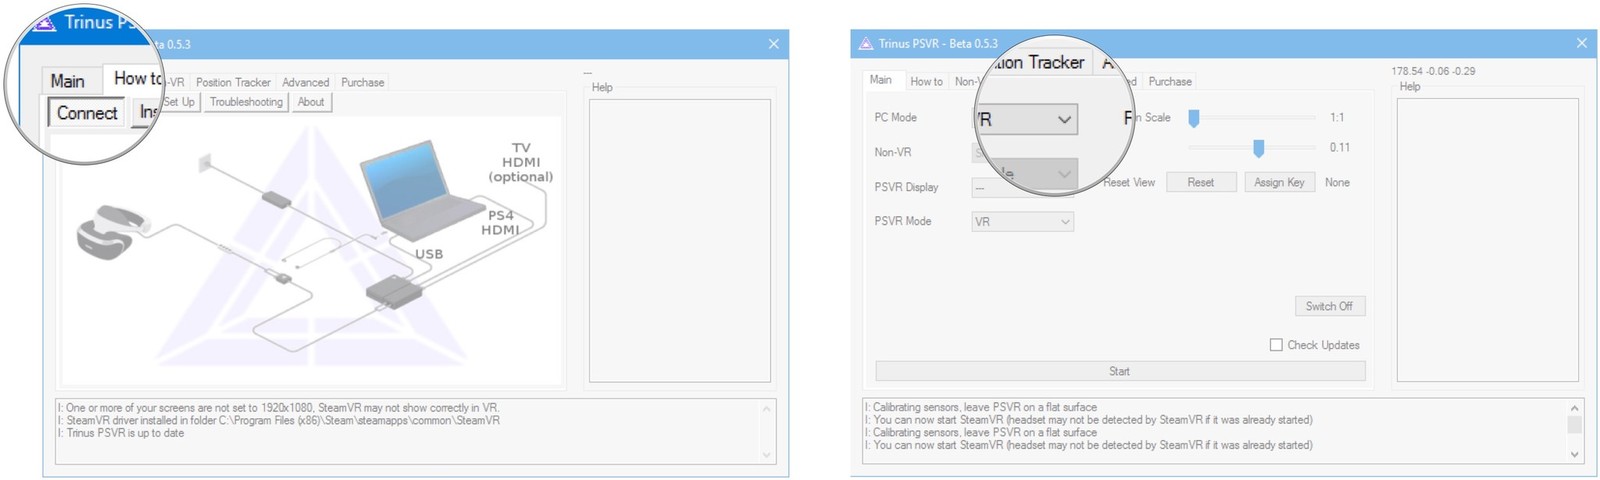 Trinus PS
ta 0.5.3
Main
How to
-VR
Position Tracker
Advanced
Purchase
Connect
Ins
Set Up
Troubleshooting
About
---
Help
TV
HDMI
(optional)
PS4
HDMI
USB
I: One or more of your screens are not set to 1920x1080, SteamVR may not show correctly in VR.
I: SteamVR driver installed in folder C:\Program Files (x86)\Steam\steamapps\common\SteamVR
I: Trinus PSVR is up to date
Trinus PSVR - Beta 0.5.3
178.54 -0.06 -0.29
Main
How to
Non-V
ition Tracker
A
ed
Purchase
Help
PC Mode
VR
n Scale
1:1
Non-VR
le
0.11
PSVR Display
---
Reset View
Reset
Assign Key
None
PSVR Mode
VR
Switch Off
Check Updates
Start
I: Calibrating sensors, leave PSVR on a flat surface
I: You can now start SteamVR (headset may not be detected by SteamVR if it was already started)
I: Calibrating sensors, leave PSVR on a flat surface
I: You can now start SteamVR (headset may not be detected by SteamVR if it was already started)